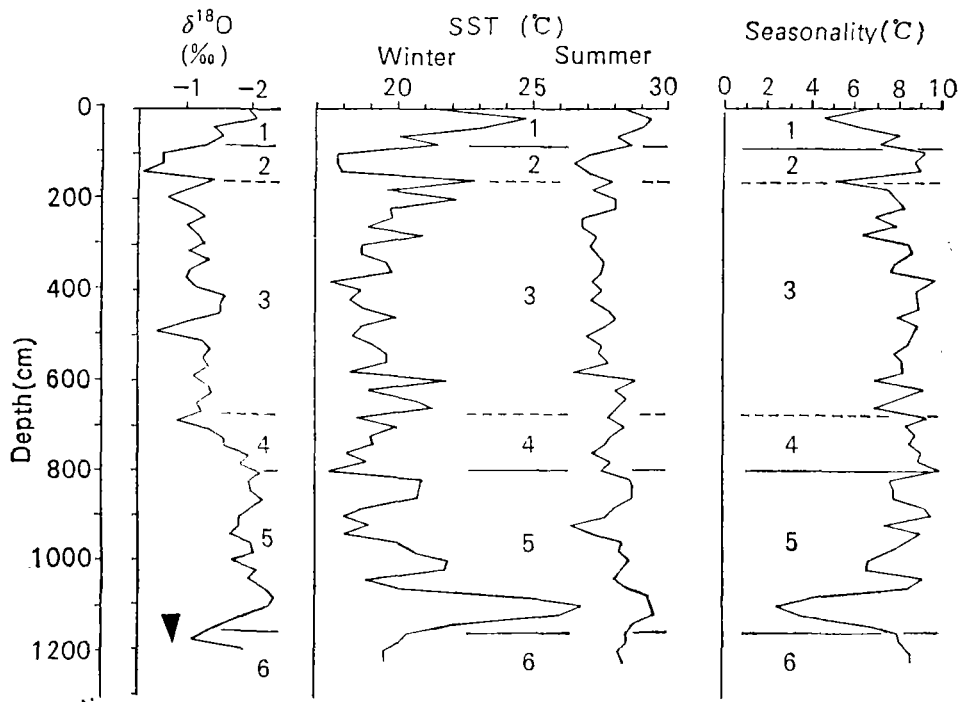 δ¹⁸O SST (℃) Seasonality(℃)
(‰) Winter Summer
−1 −2 20 25 30 0 2 4 6 8 10
0
200
400
600
800
1000
1200
Depth(cm)
1 1 1
2 2 2
3 3 3
4 4 4
5 5 5
6 6 6